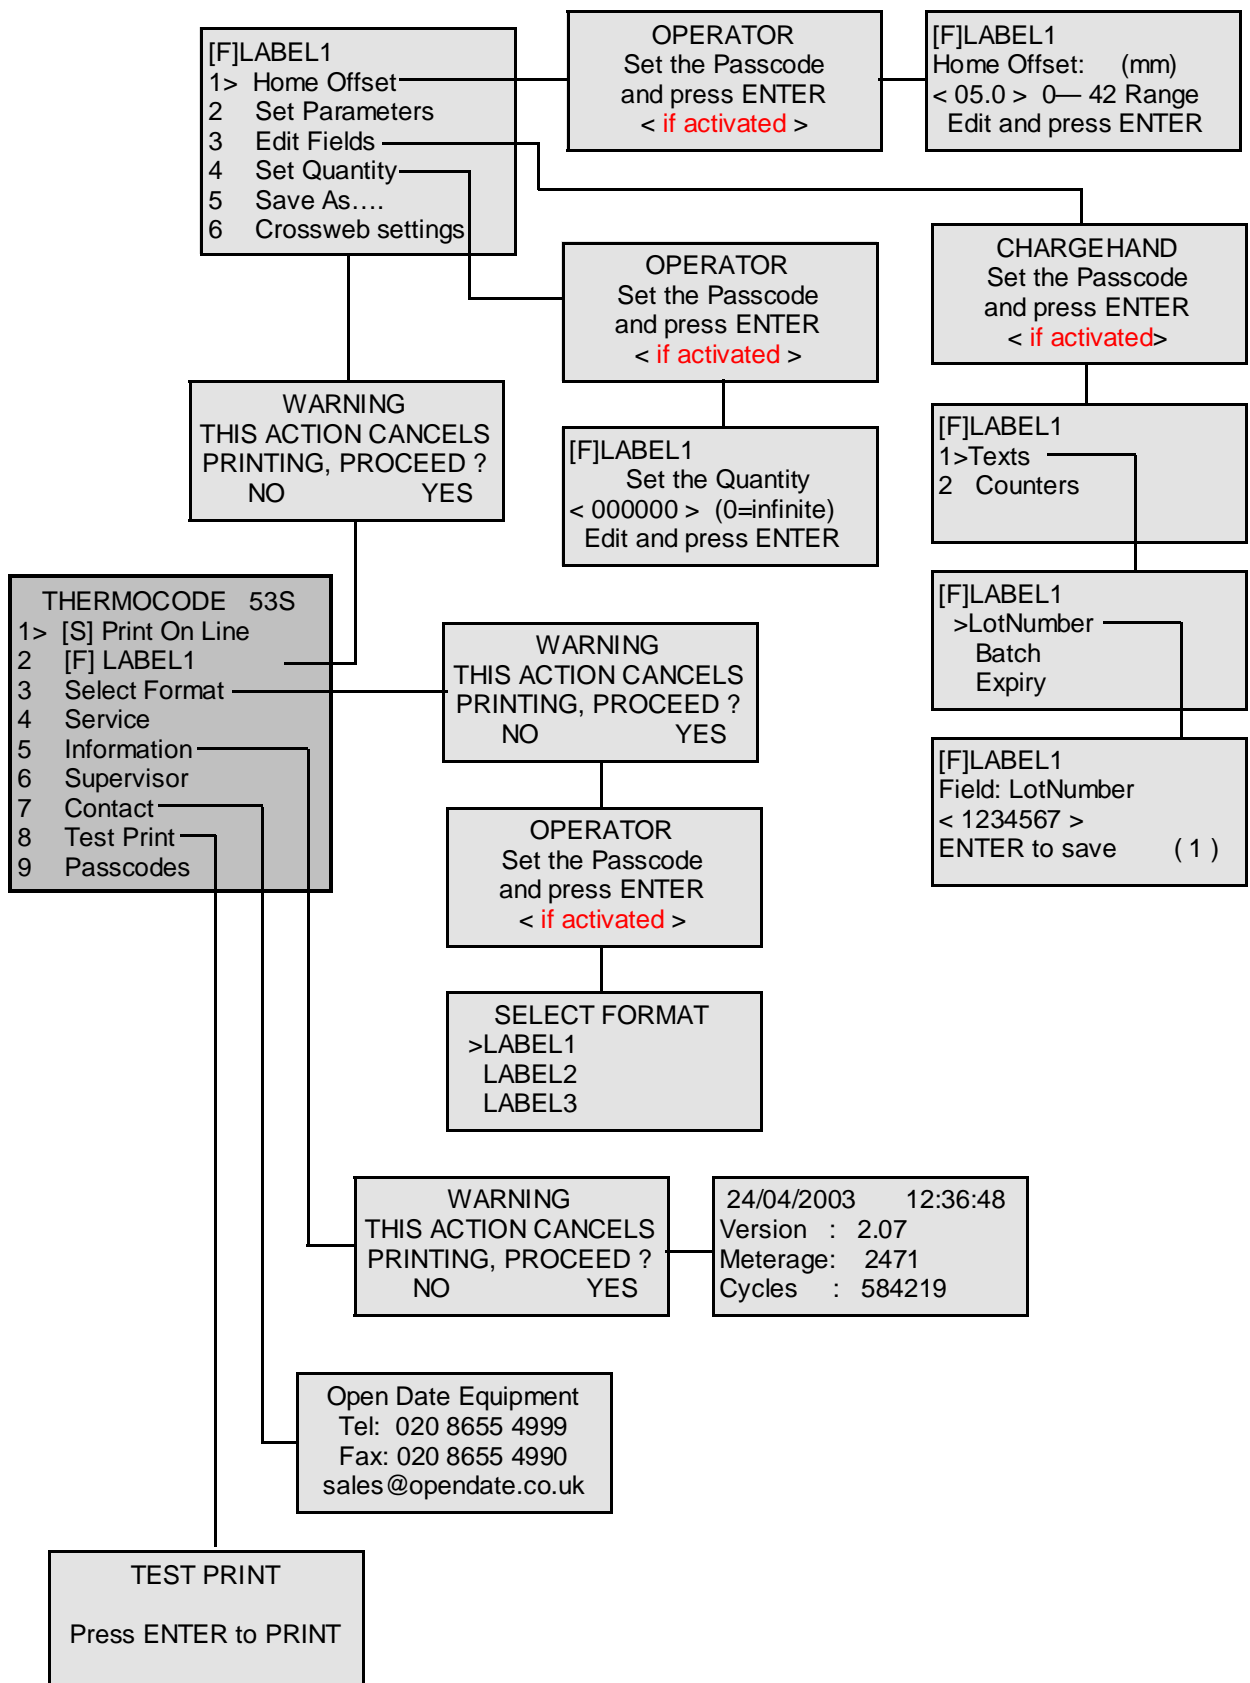 [F]LABEL1
1> Home Offset
2 Set Parameters
3 Edit Fields
4 Set Quantity
5 Save As....
6 Crossweb settings
OPERATOR
Set the Passcode
and press ENTER
< if activated >
[F]LABEL1
Home Offset: (mm)
< 05.0 > 0— 42 Range
Edit and press ENTER
OPERATOR
Set the Passcode
and press ENTER
< if activated >
CHARGEHAND
Set the Passcode
and press ENTER
< if activated>
WARNING
THIS ACTION CANCELS
PRINTING, PROCEED ?
NO YES
[F]LABEL1
Set the Quantity
< 000000 > (0=infinite)
Edit and press ENTER
[F]LABEL1
1>Texts
2 Counters
[F]LABEL1
>LotNumber
Batch
Expiry
[F]LABEL1
Field: LotNumber
< 1234567 >
ENTER to save ( 1 )
THERMOCODE 53S
1> [S] Print On Line
2 [F] LABEL1
3 Select Format
4 Service
5 Information
6 Supervisor
7 Contact
8 Test Print
9 Passcodes
WARNING
THIS ACTION CANCELS
PRINTING, PROCEED ?
NO YES
OPERATOR
Set the Passcode
and press ENTER
< if activated >
SELECT FORMAT
>LABEL1
LABEL2
LABEL3
WARNING
THIS ACTION CANCELS
PRINTING, PROCEED ?
NO YES
24/04/2003 12:36:48
Version : 2.07
Meterage: 2471
Cycles : 584219
Open Date Equipment
Tel: 020 8655 4999
Fax: 020 8655 4990
sales@opendate.co.uk
TEST PRINT
Press ENTER to PRINT